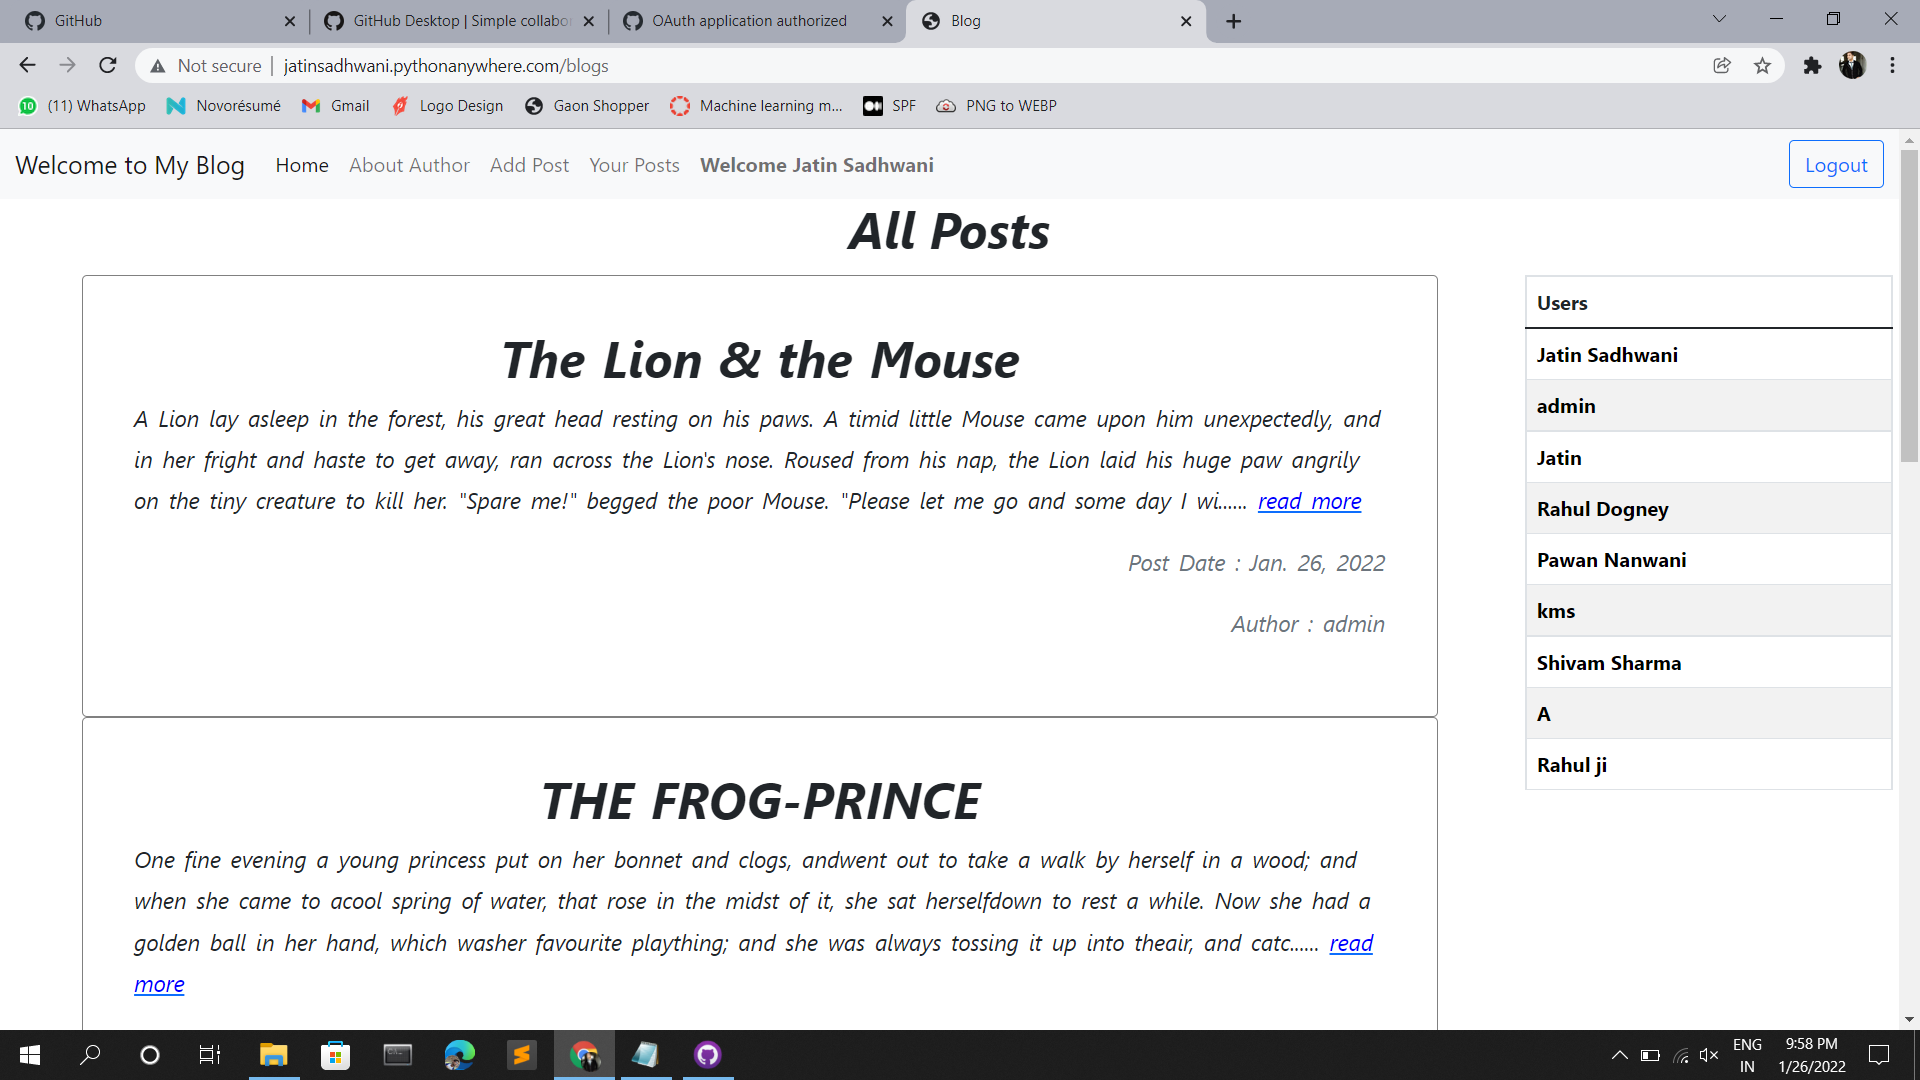 GitHub
GitHub Desktop | Simple collabor
OAuth application authorized
Blog
Not secure
jatinsadhwani.pythonanywhere.com/blogs
10
(11) WhatsApp
Novorésumé
Gmail
Logo Design
Gaon Shopper
Machine learning m...
SPF
PNG to WEBP
Welcome to My Blog
Home
About Author
Add Post
Your Posts
Welcome Jatin Sadhwani
Logout
All Posts
The Lion & the Mouse
A Lion lay asleep in the forest, his great head resting on his paws. A timid little Mouse came upon him unexpectedly, and
in her fright and haste to get away, ran across the Lion's nose. Roused from his nap, the Lion laid his huge paw angrily
on the tiny creature to kill her. "Spare me!" begged the poor Mouse. "Please let me go and some day I wi...... read more
Post Date : Jan. 26, 2022
Author : admin
THE FROG-PRINCE
One fine evening a young princess put on her bonnet and clogs, andwent out to take a walk by herself in a wood; and
when she came to acool spring of water, that rose in the midst of it, she sat herselfdown to rest a while. Now she had a
golden ball in her hand, which washer favourite plaything; and she was always tossing it up into theair, and catc...... read
more
Users
Jatin Sadhwani
admin
Jatin
Rahul Dogney
Pawan Nanwani
kms
Shivam Sharma
A
Rahul ji
ENG
IN
9:58 PM
1/26/2022